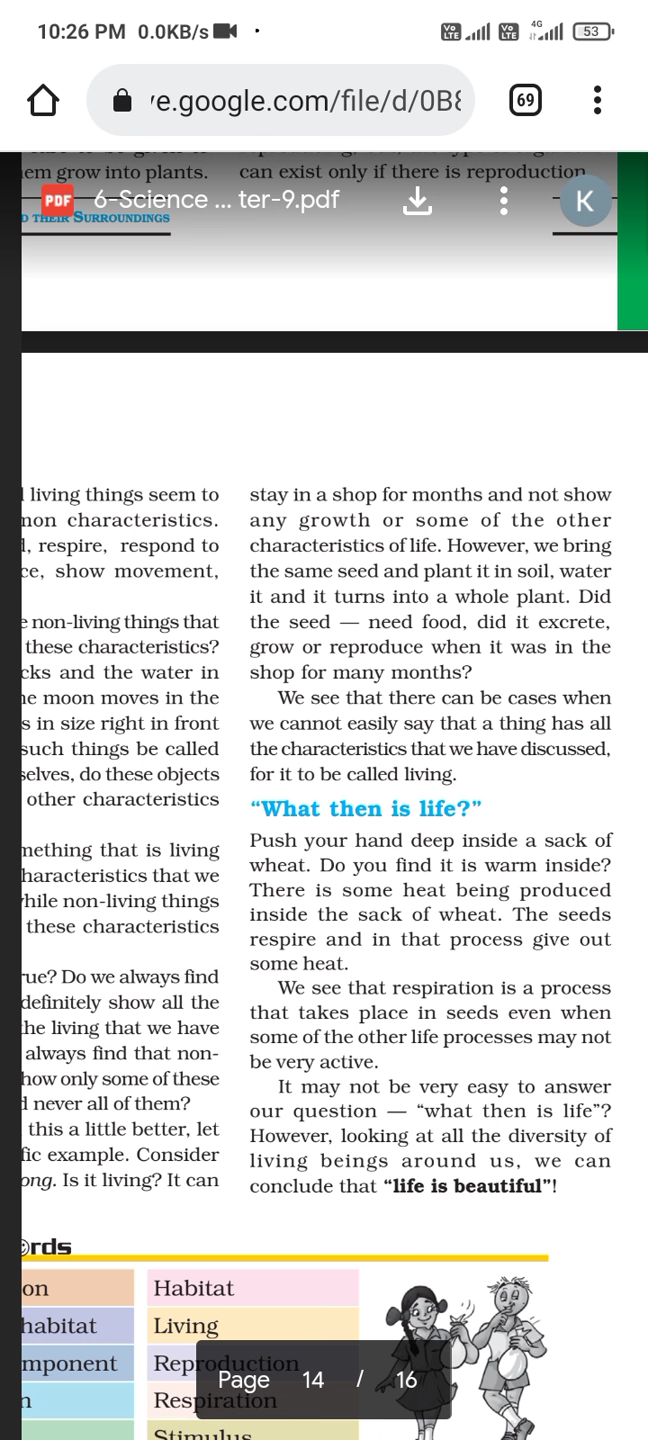 10:26 PM 0.0KB/s
Vo LTE Vo LTE 4G 53
e.google.com/file/d/0B8
69
em grow into plants.
can exist only if there is reproduction
PDF 6-Science ... ter-9.pdf K
THEIR SURROUNDINGS
living things seem to
characteristics.
, respire, respond to
, show movement,
non-living things that
these characteristics?
and the water in
moon moves in the
in size right in front
such things be called
, do these objects
other characteristics
that is living
that we
while non-living things
these characteristics
? Do we always find
definitely show all the
the living that we have
always find that non-
only some of these
never all of them?
this a little better, let
example. Consider
. Is it living? It can
stay in a shop for months and not show
any growth or some of the other
characteristics of life. However, we bring
the same seed and plant it in soil, water
it and it turns into a whole plant. Did
the seed — need food, did it excrete,
grow or reproduce when it was in the
shop for many months?
We see that there can be cases when
we cannot easily say that a thing has all
the characteristics that we have discussed,
for it to be called living.
“What then is life?”
Push your hand deep inside a sack of
wheat. Do you find it is warm inside?
There is some heat being produced
inside the sack of wheat. The seeds
respire and in that process give out
some heat.
We see that respiration is a process
that takes place in seeds even when
some of the other life processes may not
be very active.
It may not be very easy to answer
our question — “what then is life”?
However, looking at all the diversity of
living beings around us, we can
conclude that “life is beautiful”!
rds
on
habitat
mponent
n
Habitat
Living
Reproduction
Respiration
Stimulus
Page 14 / 16